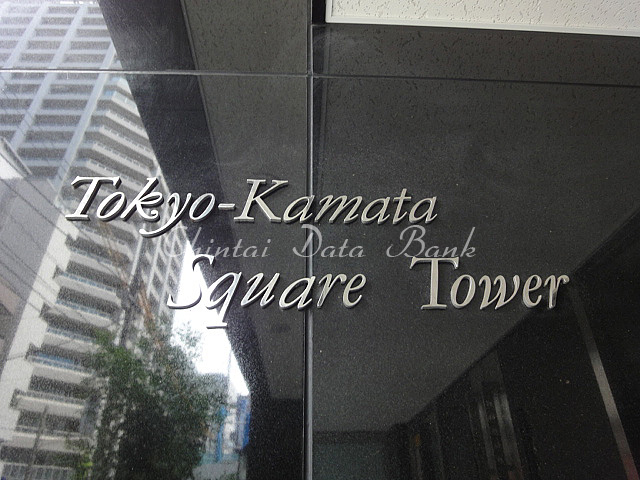 Tokyo-Kamata
Chintai Data Bank
Square Tower